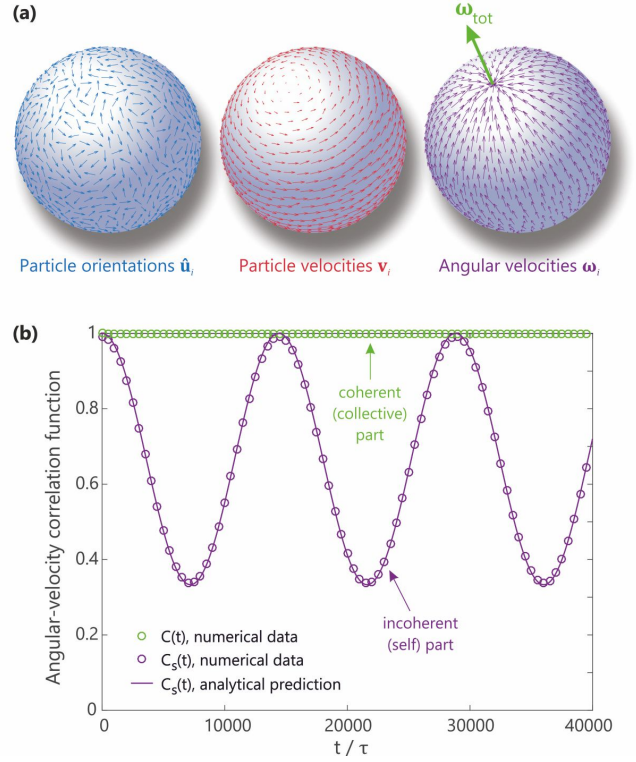 (a)
ω_tot
Particle orientations û_i
Particle velocities v_i
Angular velocities ω_i
(b)
Angular-velocity correlation function
1
0.8
0.6
0.4
0.2
0
coherent
(collective)
part
incoherent
(self) part
C(t), numerical data
C_s(t), numerical data
C_s(t), analytical prediction
0
10000
20000
30000
40000
t / τ